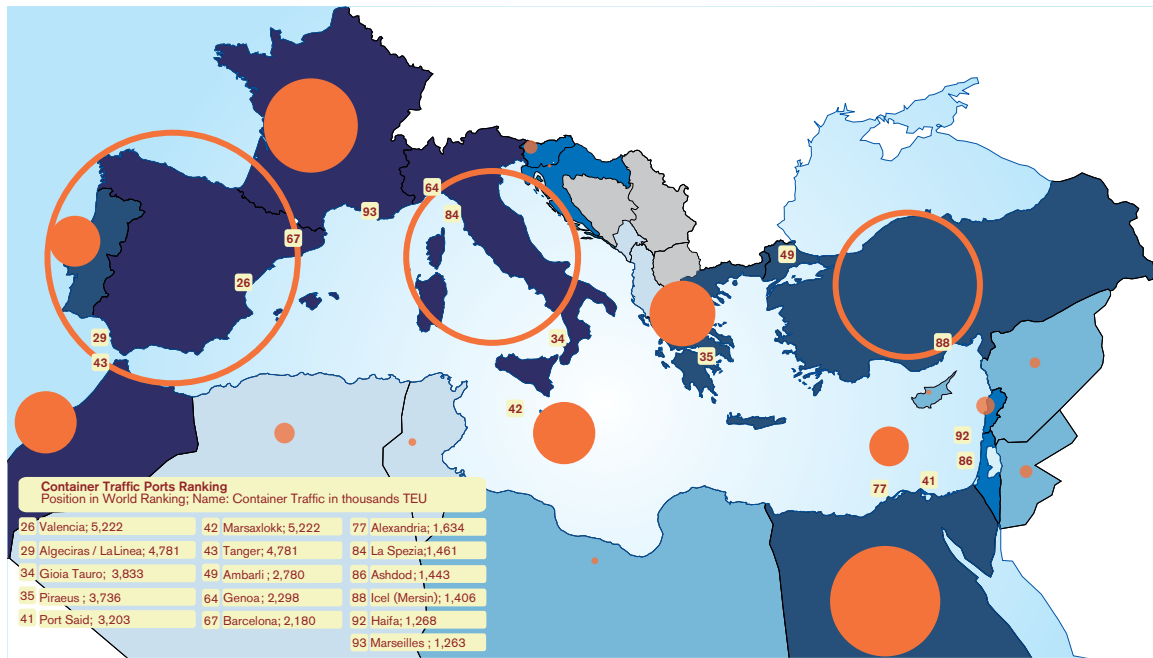 64
93
84
67
49
26
29
34
88
43
35
42
92
86
41
77
Container Traffic Ports Ranking
Position in World Ranking; Name: Container Traffic in thousands TEU
26 Valencia; 5,222
29 Algeciras / LaLinea; 4,781
34 Gioia Tauro; 3,833
35 Piraeus ; 3,736
41 Port Said; 3,203
42 Marsaxlokk; 5,222
43 Tanger; 4,781
49 Ambarli; 2,780
64 Genoa; 2,298
67 Barcelona; 2,180
77 Alexandria; 1,634
84 La Spezia;1,461
86 Ashdod; 1,443
88 Icel (Mersin); 1,406
92 Haifa; 1,268
93 Marseilles ; 1,263